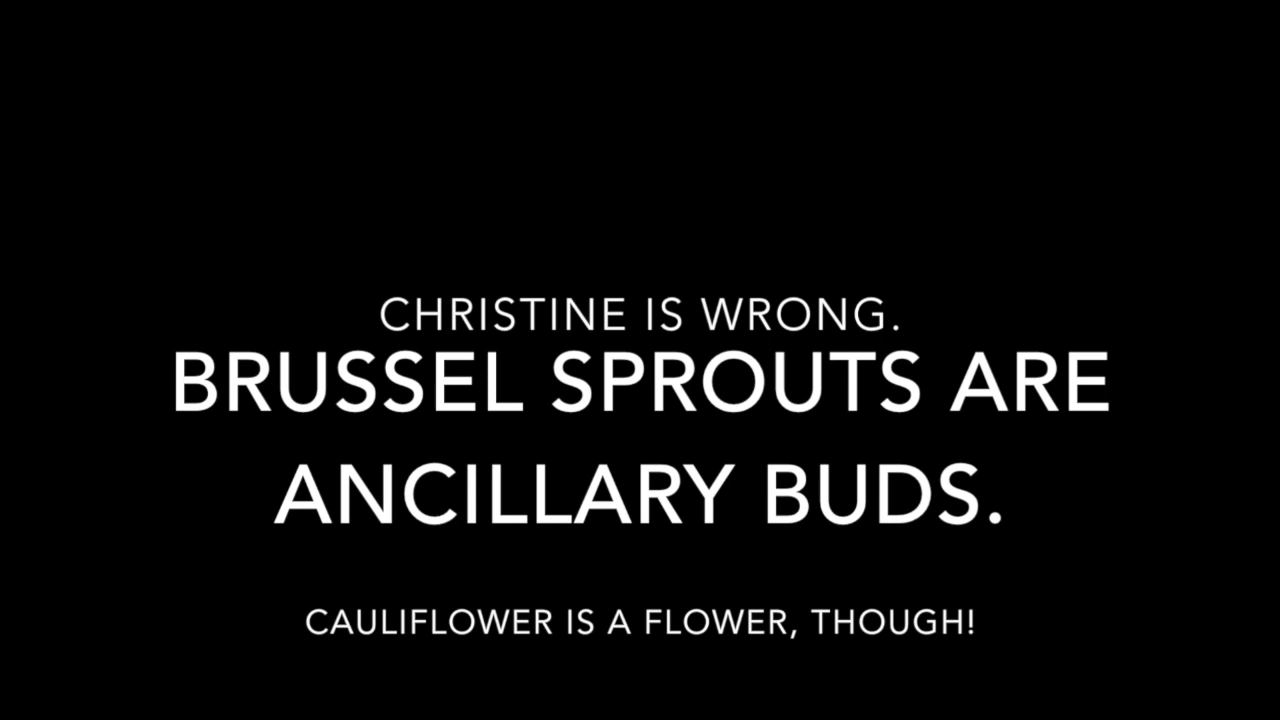 CHRISTINE IS WRONG.
BRUSSEL SPROUTS ARE
ANCILLARY BUDS.
CAULIFLOWER IS A FLOWER, THOUGH!